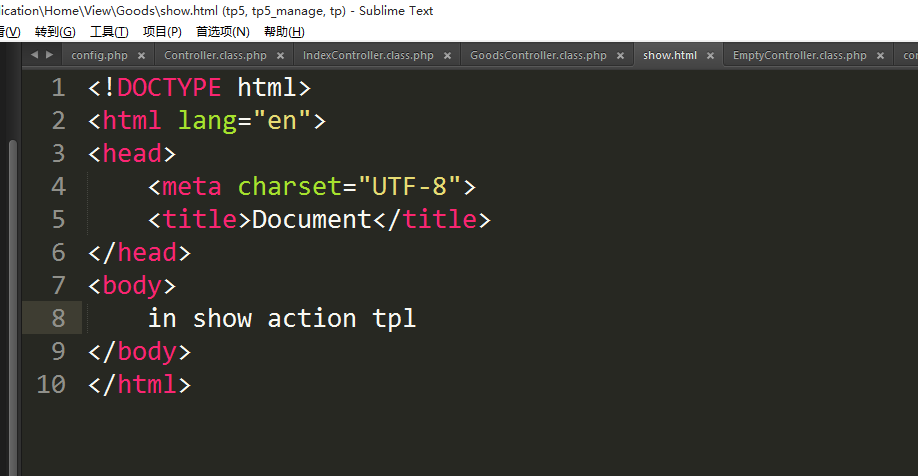 lication\Home\View\Goods\show.html (tp5, tp5_manage, tp) - Sublime Text
看(V) 转到(G) 工具(T) 项目(P) 首选项(N) 帮助(H)
config.php Controller.class.php IndexController.class.php GoodsController.class.php show.html EmptyController.class.php con
1 <!DOCTYPE html>
2 <html lang="en">
3 <head>
4 <meta charset="UTF-8">
5 <title>Document</title>
6 </head>
7 <body>
8 in show action tpl
9 </body>
10 </html>